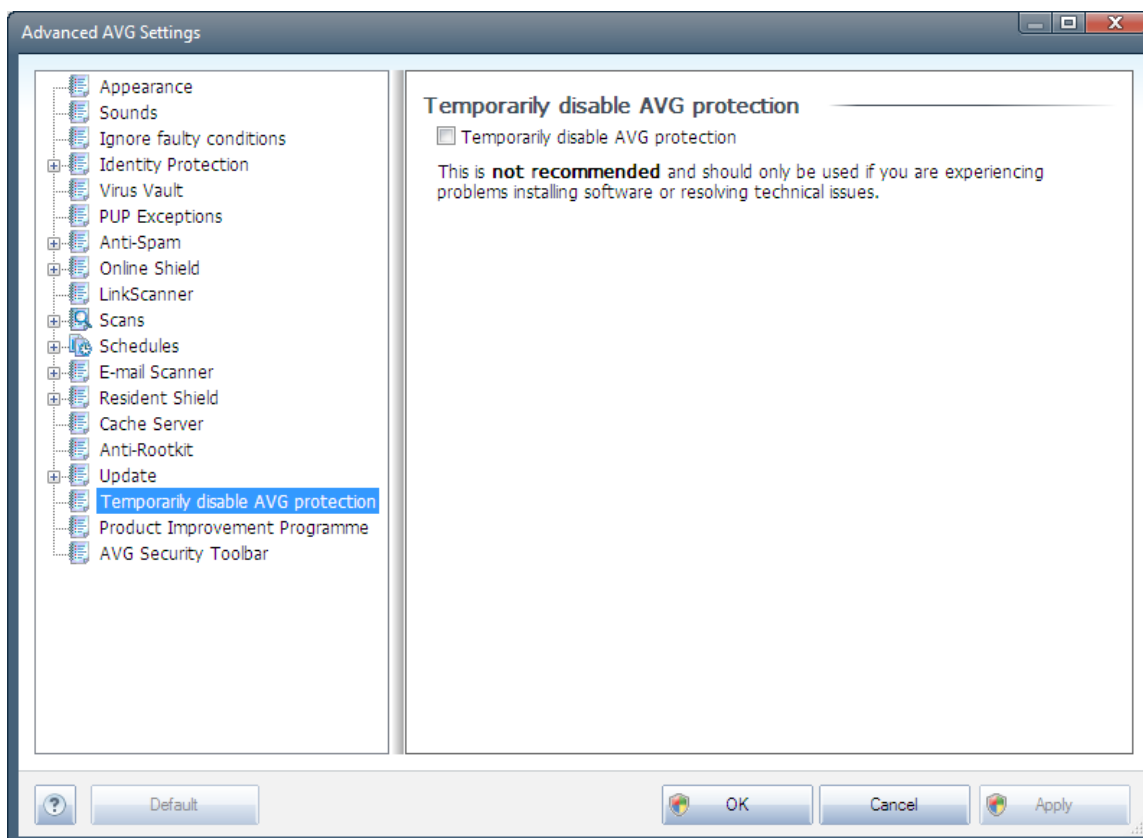 Advanced AVG Settings
Appearance
Sounds
Ignore faulty conditions
Identity Protection
Virus Vault
PUP Exceptions
Anti-Spam
Online Shield
LinkScanner
Scans
Schedules
E-mail Scanner
Resident Shield
Cache Server
Anti-Rootkit
Update
Temporarily disable AVG protection
Product Improvement Programme
AVG Security Toolbar
Temporarily disable AVG protection
Temporarily disable AVG protection
This is not recommended and should only be used if you are experiencing
problems installing software or resolving technical issues.
? Default OK Cancel Apply